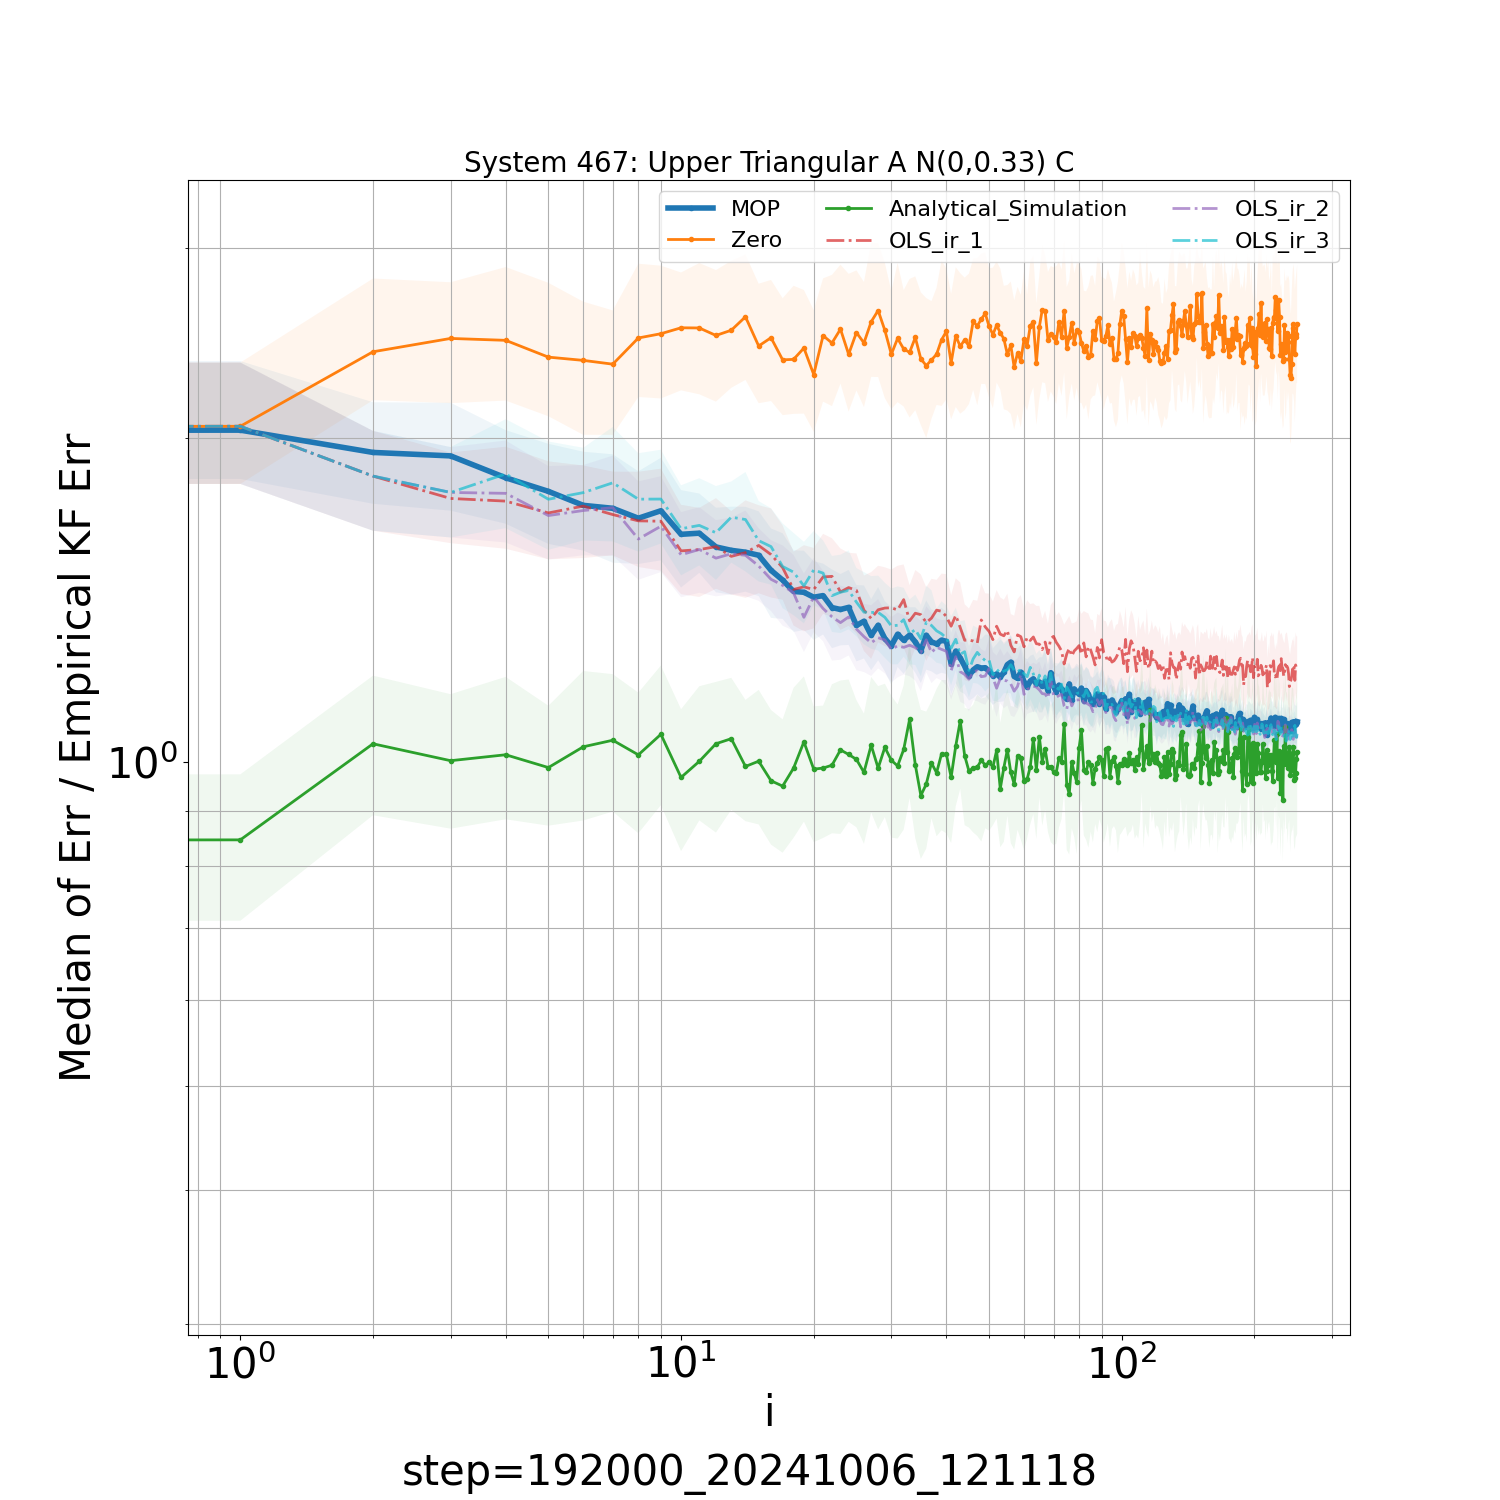 System 467: Upper Triangular A N(0,0.33) C
MOP
Zero
Analytical_Simulation
OLS_ir_1
OLS_ir_2
OLS_ir_3
Median of Err / Empirical KF Err
10⁰
10⁰
10¹
10²
i
step=192000_20241006_121118